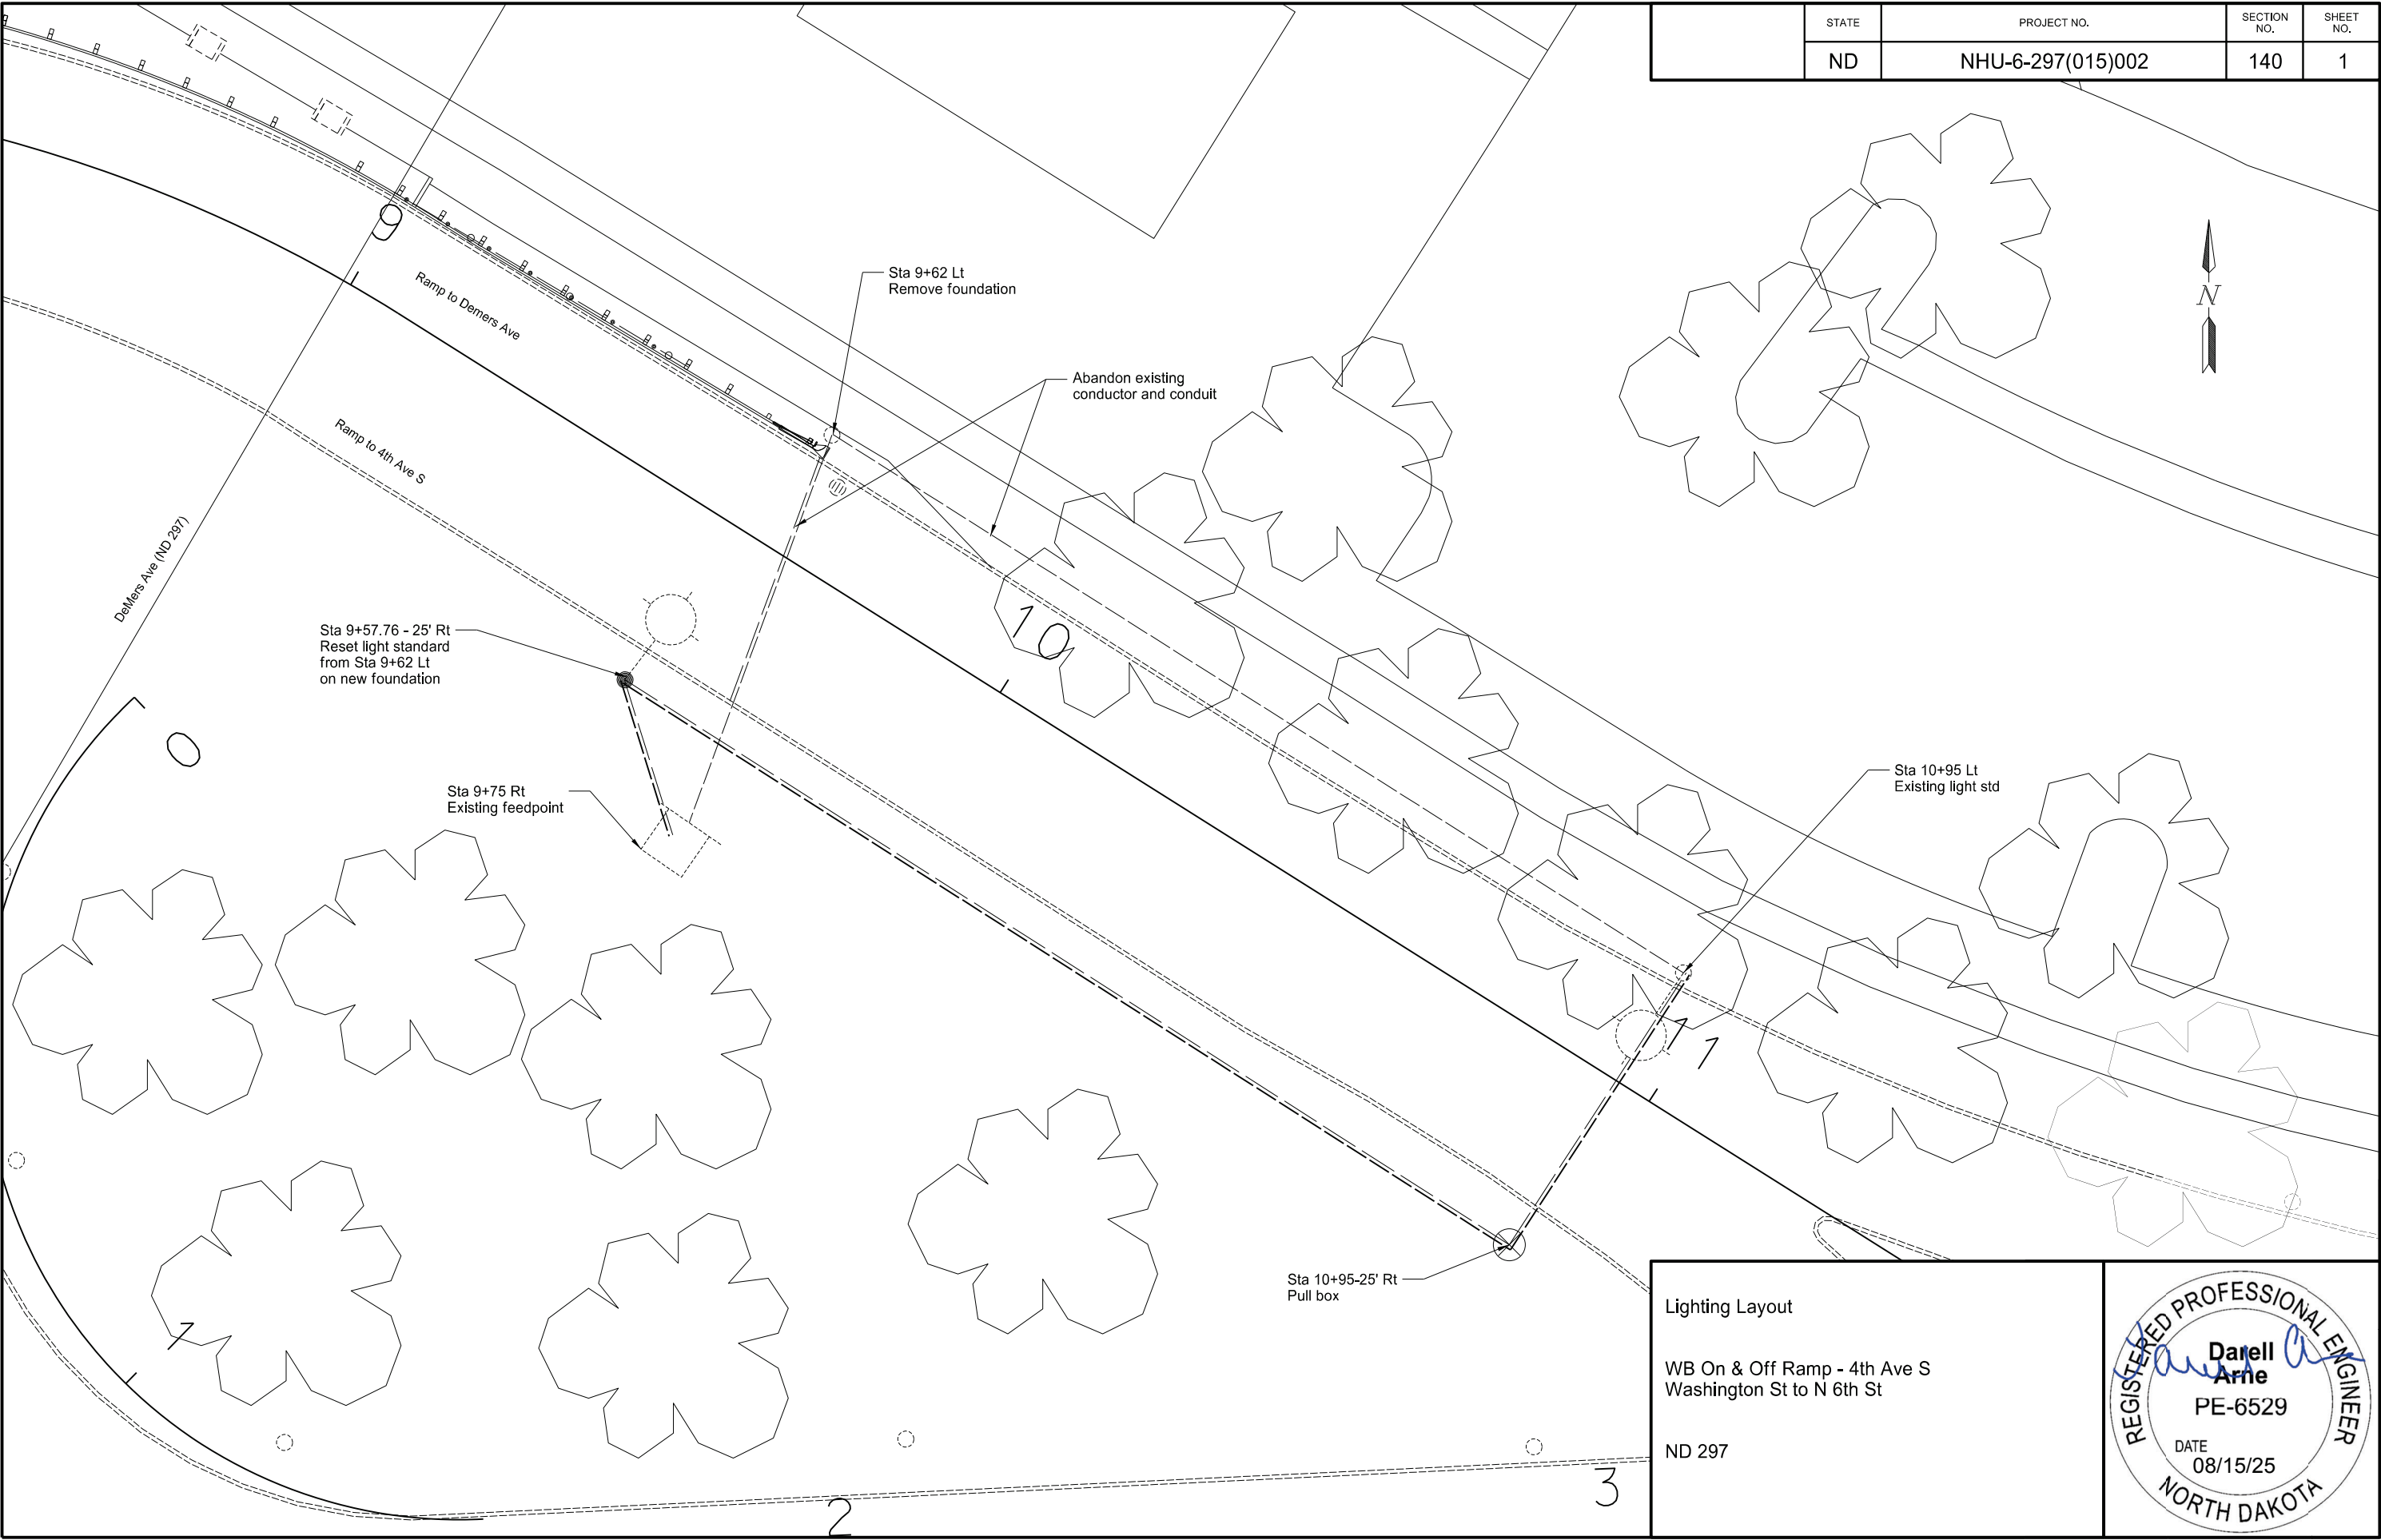 STATE
PROJECT NO.
SECTION NO.
SHEET NO.
ND
NHU-6-297(015)002
140
1
N
Sta 9+62 Lt
Remove foundation
Ramp to Demers Ave
Abandon existing
conductor and conduit
Ramp to 4th Ave S
DeMers Ave (ND 297)
Sta 9+57.76 - 25' Rt
Reset light standard
from Sta 9+62 Lt
on new foundation
10
0
Sta 9+75 Rt
Existing feedpoint
Sta 10+95 Lt
Existing light std
11
Sta 10+95-25' Rt
Pull box
1
2
3
Lighting Layout
WB On & Off Ramp - 4th Ave S
Washington St to N 6th St
ND 297
REGISTERED PROFESSIONAL ENGINEER
Darell
Arne
PE-6529
DATE
08/15/25
NORTH DAKOTA